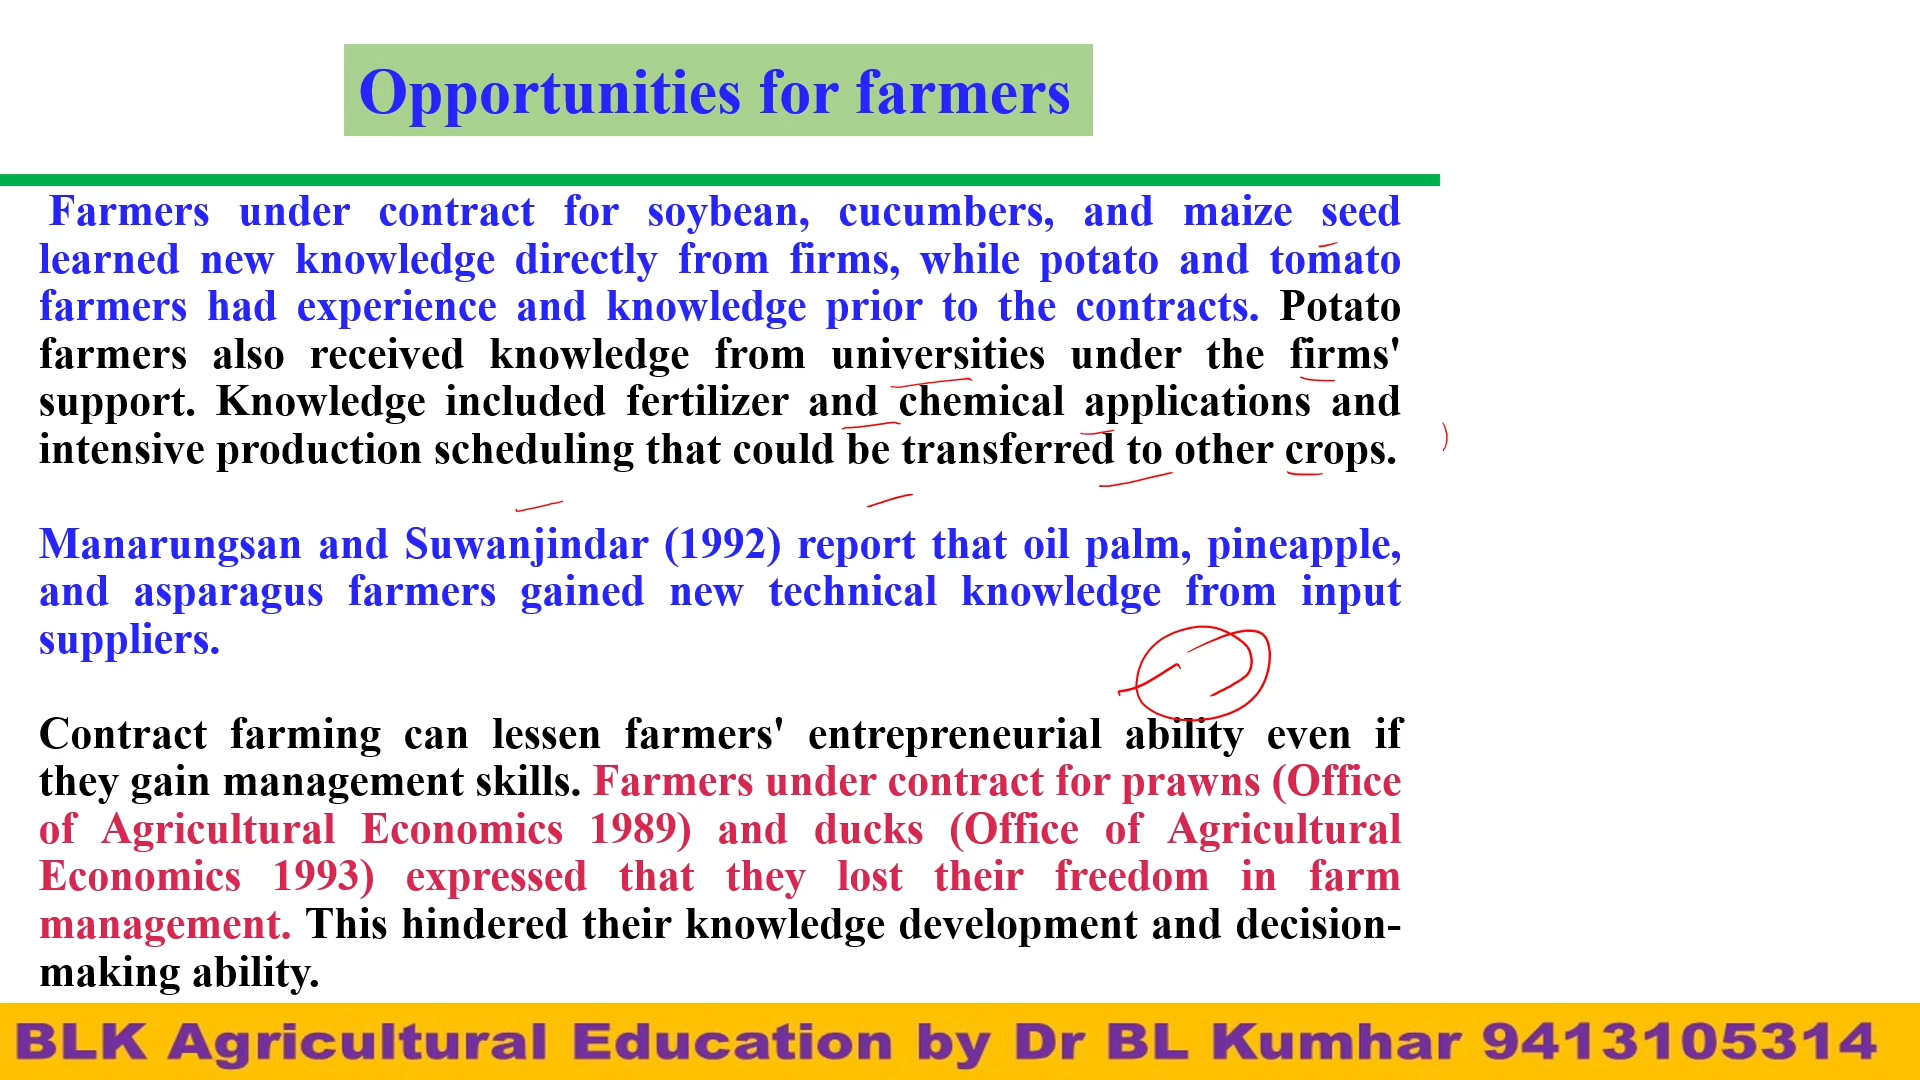 Opportunities for farmers
Farmers under contract for soybean, cucumbers, and maize seed
learned new knowledge directly from firms, while potato and tomato
farmers had experience and knowledge prior to the contracts. Potato
farmers also received knowledge from universities under the firms'
support. Knowledge included fertilizer and chemical applications and
intensive production scheduling that could be transferred to other crops.
Manarungsan and Suwanjindar (1992) report that oil palm, pineapple,
and asparagus farmers gained new technical knowledge from input
suppliers.
Contract farming can lessen farmers' entrepreneurial ability even if
they gain management skills. Farmers under contract for prawns (Office
of Agricultural Economics 1989) and ducks (Office of Agricultural
Economics 1993) expressed that they lost their freedom in farm
management. This hindered their knowledge development and decision-
making ability.
BLK Agricultural Education by Dr BL Kumhar 9413105314